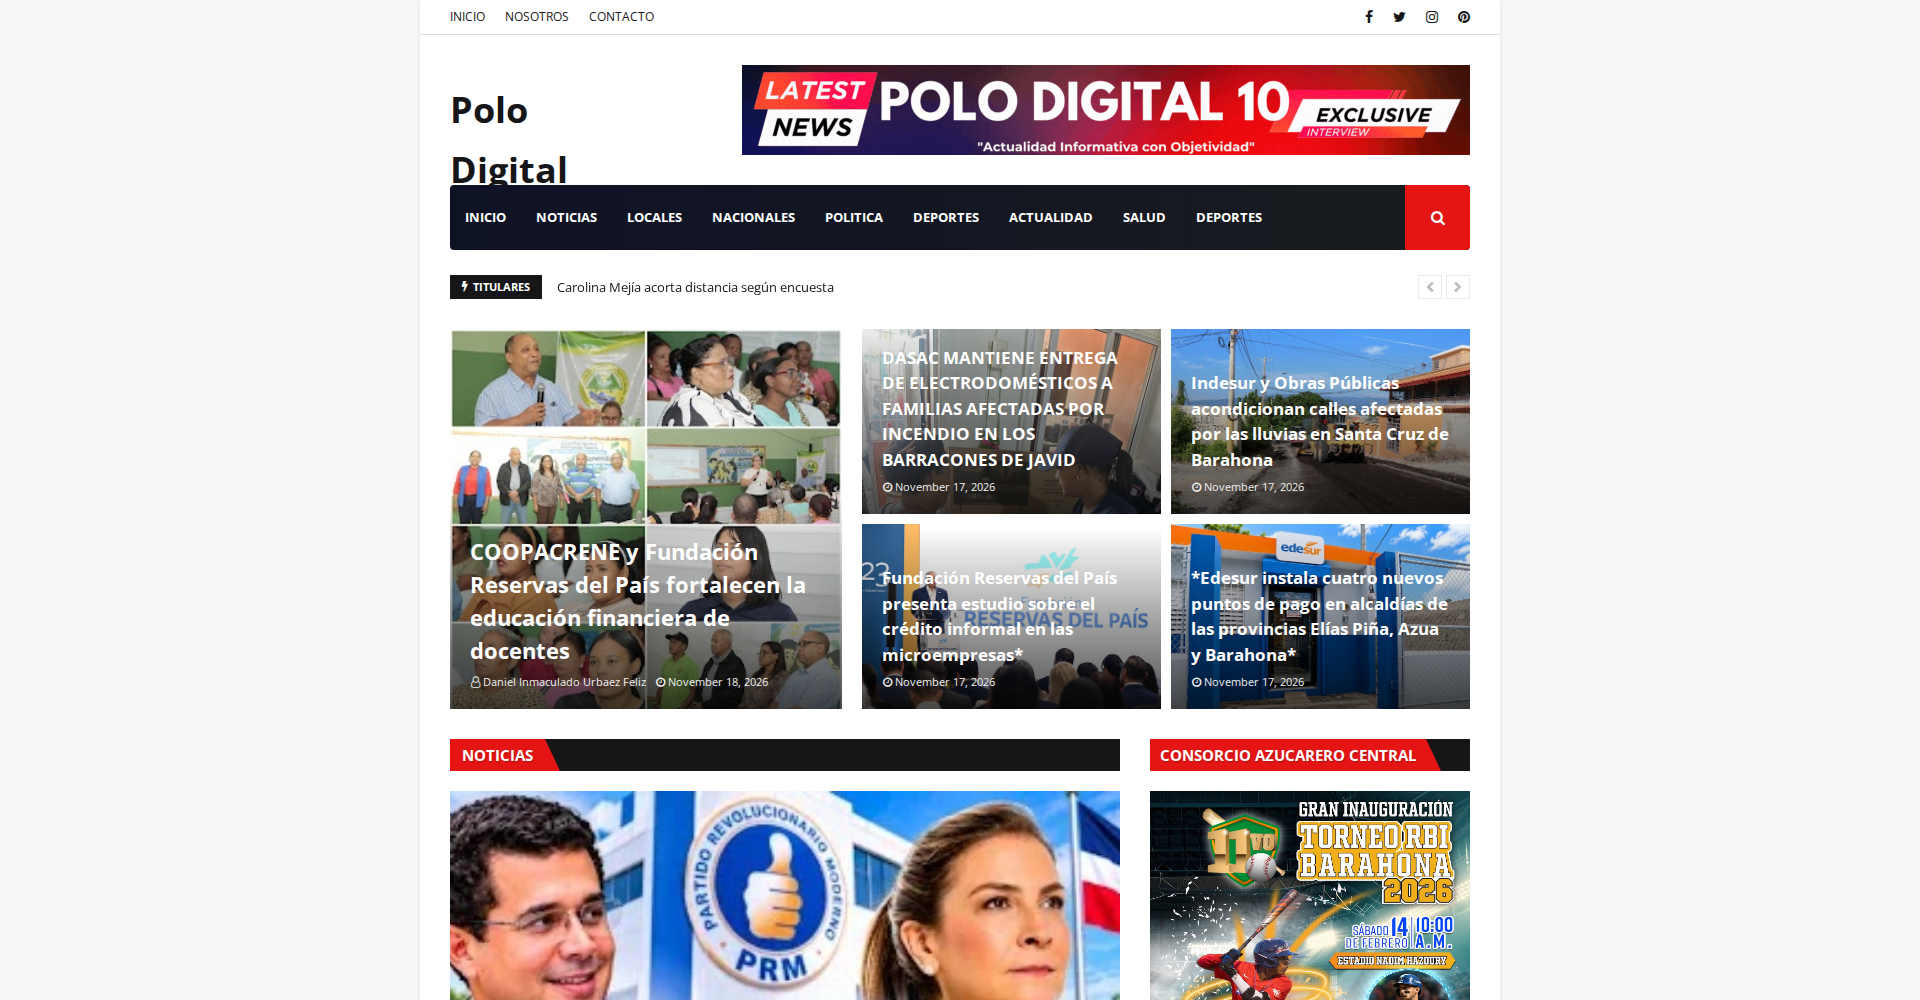 INICIO NOSOTROS CONTACTO
Polo
Digital
LATEST
NEWS
POLO DIGITAL 10
EXCLUSIVE
INTERVIEW
"Actualidad Informativa con Objetividad"
INICIO NOTICIAS LOCALES NACIONALES POLITICA DEPORTES ACTUALIDAD SALUD DEPORTES
TITULARES
Carolina Mejía acorta distancia según encuesta
COOPACRENE y Fundación
Reservas del País fortalecen la
educación financiera de
docentes
Daniel Inmaculado Urbaez Feliz November 18, 2026
DASAC MANTIENE ENTREGA
DE ELECTRODOMÉSTICOS A
FAMILIAS AFECTADAS POR
INCENDIO EN LOS
BARRACONES DE JAVID
November 17, 2026
Indesur y Obras Públicas
acondicionan calles afectadas
por las lluvias en Santa Cruz de
Barahona
November 17, 2026
23
RESERVAS DEL PAÍS
Fundación Reservas del País
presenta estudio sobre el
crédito informal en las
microempresas*
November 17, 2026
edesur
*Edesur instala cuatro nuevos
puntos de pago en alcaldías de
las provincias Elías Piña, Azua
y Barahona*
November 17, 2026
NOTICIAS
PARTIDO REVOLUCIONARIO MODERNO
PRM
CONSORCIO AZUCARERO CENTRAL
GRAN INAUGURACIÓN
11VO
TORNEO RBI
BARAHONA
2026
SÁBADO 14 10:00
DE FEBRERO A.M.
ESTADIO NADIM HAZOURY